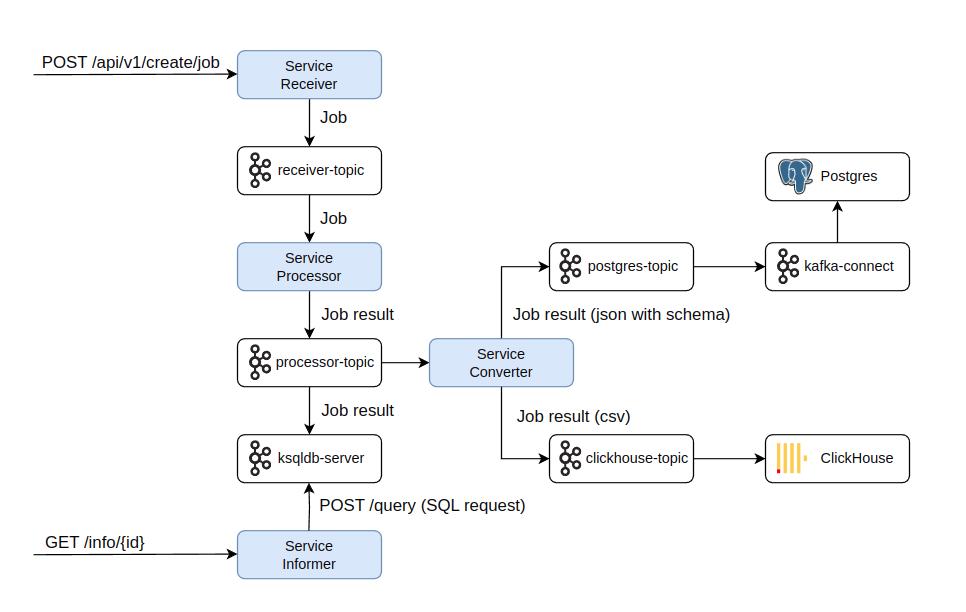 POST /api/v1/create/job
Service
Receiver
Job
receiver-topic
Job
Service
Processor
Job result
processor-topic
Job result
ksqldb-server
POST /query (SQL request)
GET /info/{id}
Service
Informer
Service
Converter
Job result (json with schema)
postgres-topic
kafka-connect
Postgres
Job result (csv)
clickhouse-topic
ClickHouse